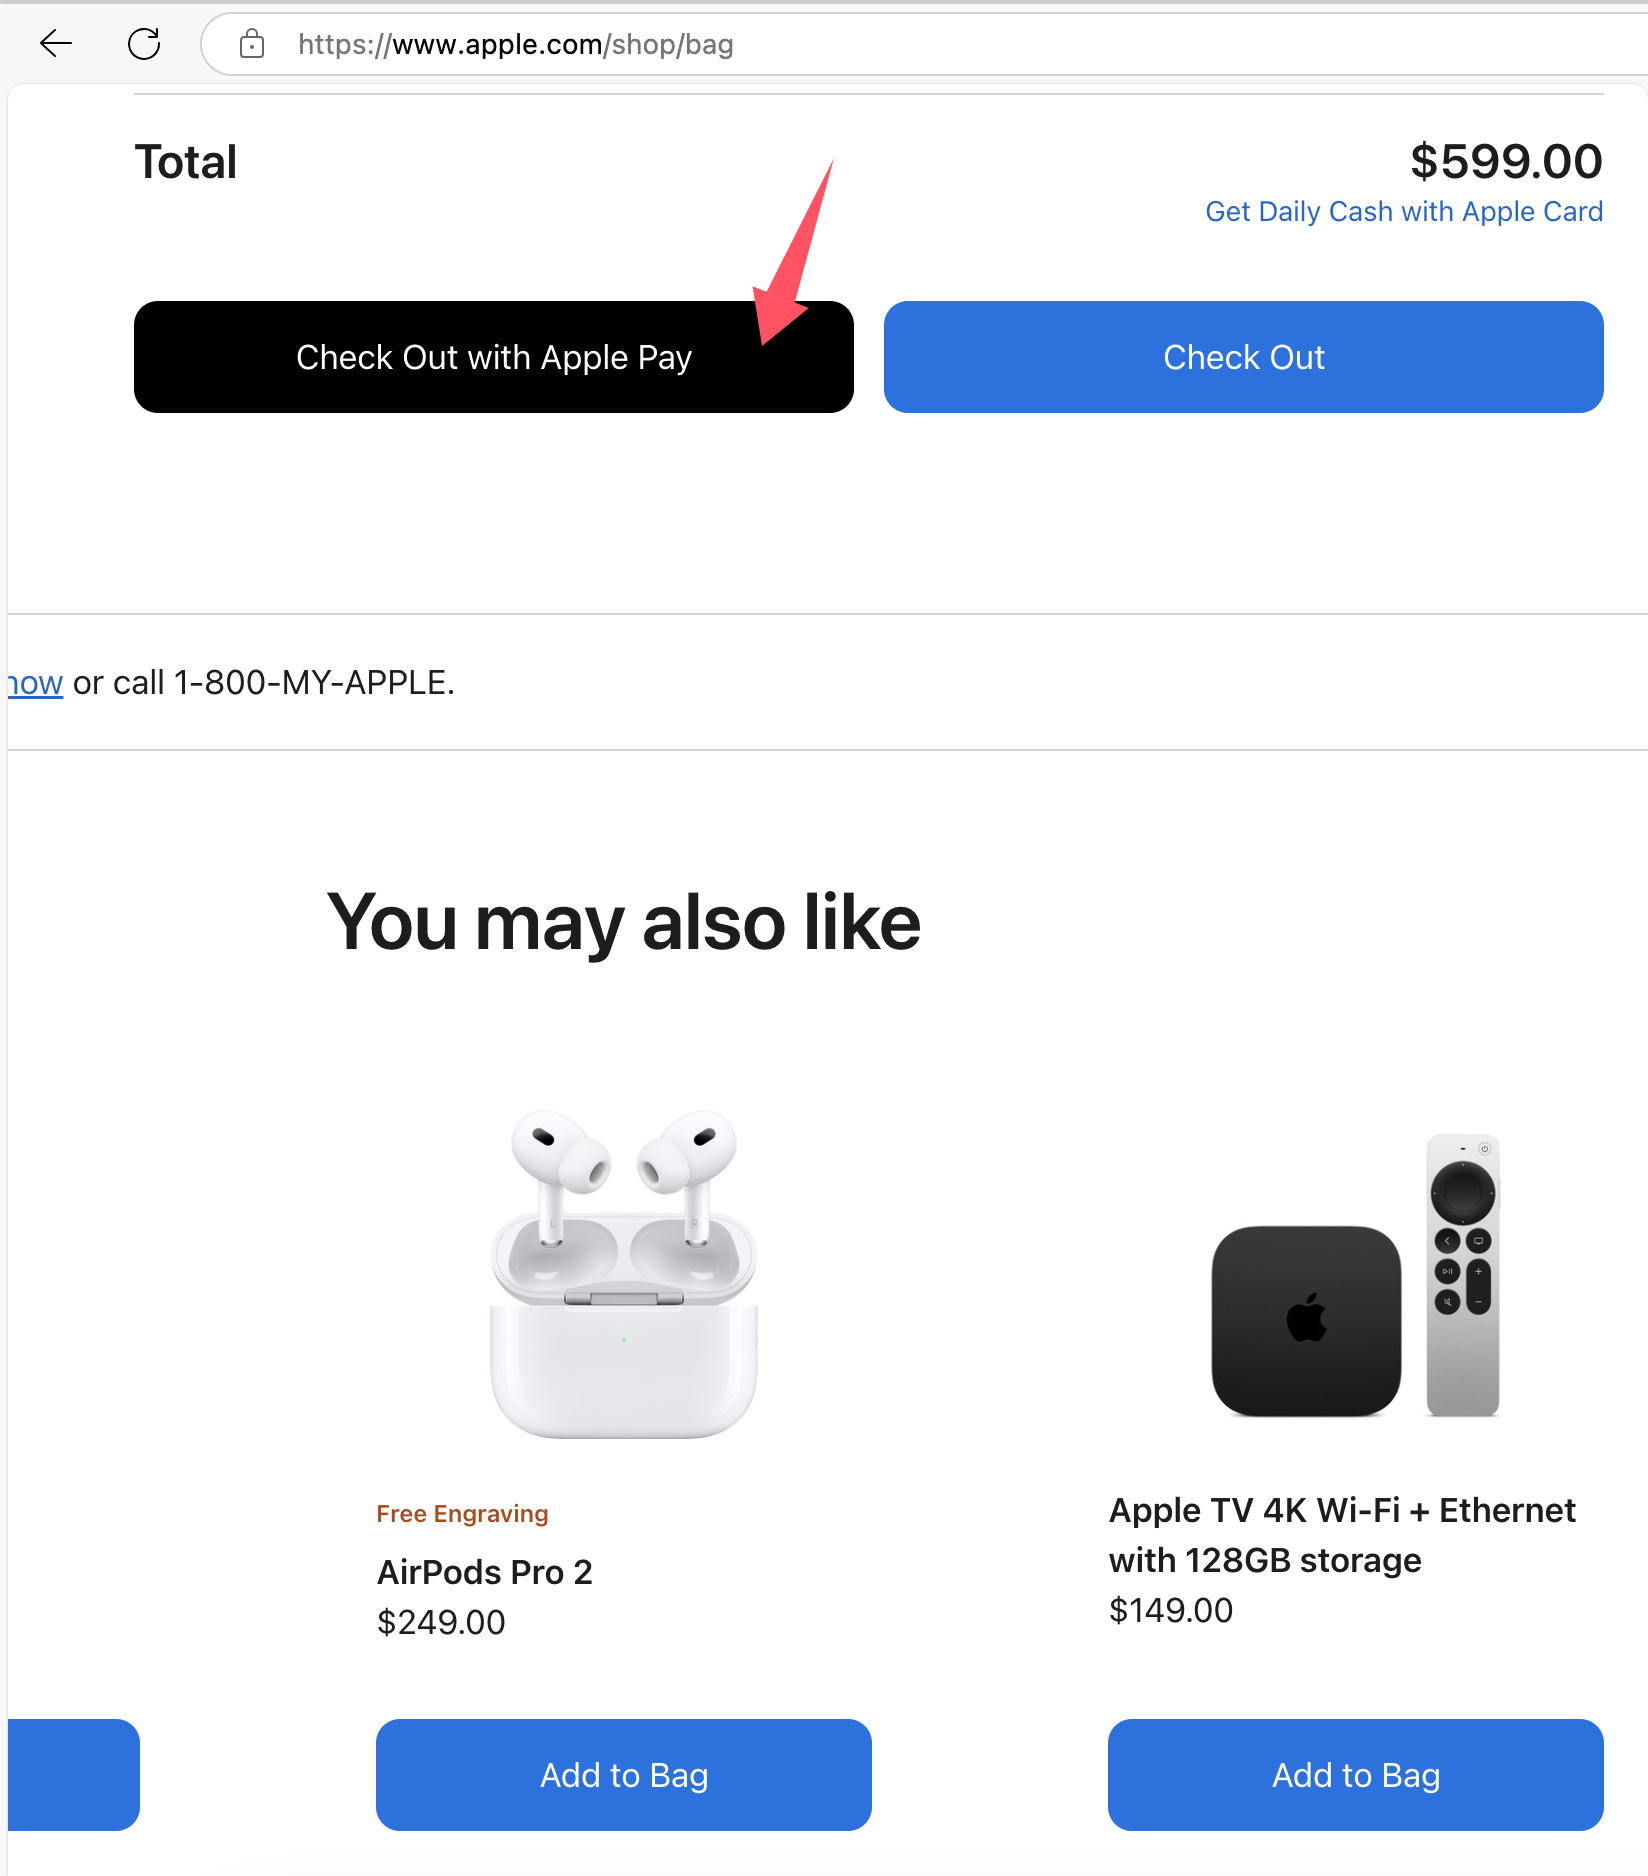 https://www.apple.com/shop/bag
Total
$599.00
Get Daily Cash with Apple Card
Check Out with Apple Pay
Check Out
now or call 1-800-MY-APPLE.
You may also like
L
R
Free Engraving
AirPods Pro 2
$249.00
Apple TV 4K Wi-Fi + Ethernet
with 128GB storage
$149.00
Add to Bag
Add to Bag